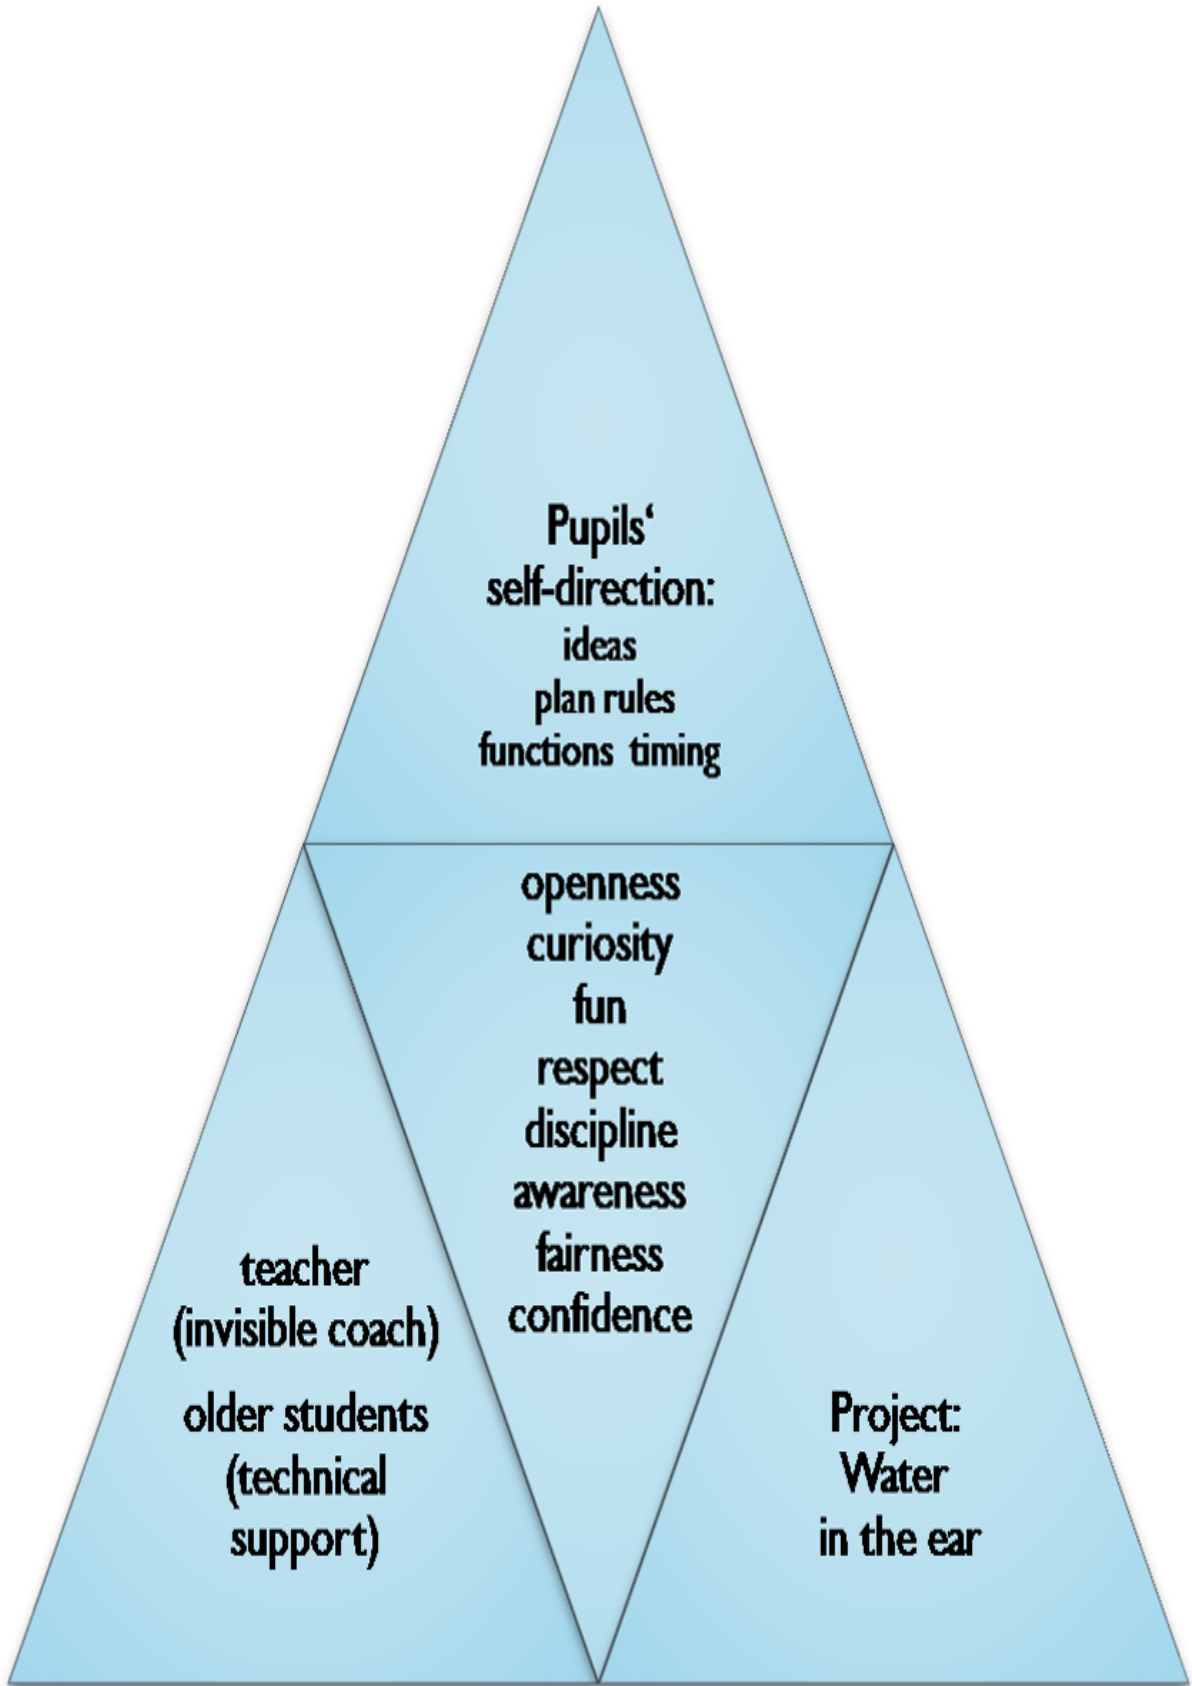 Pupils‘
self-direction:
ideas
plan rules
functions timing
openness
curiosity
fun
respect
discipline
awareness
fairness
confidence
teacher
(invisible coach)
older students
(technical
support)
Project:
Water
in the ear